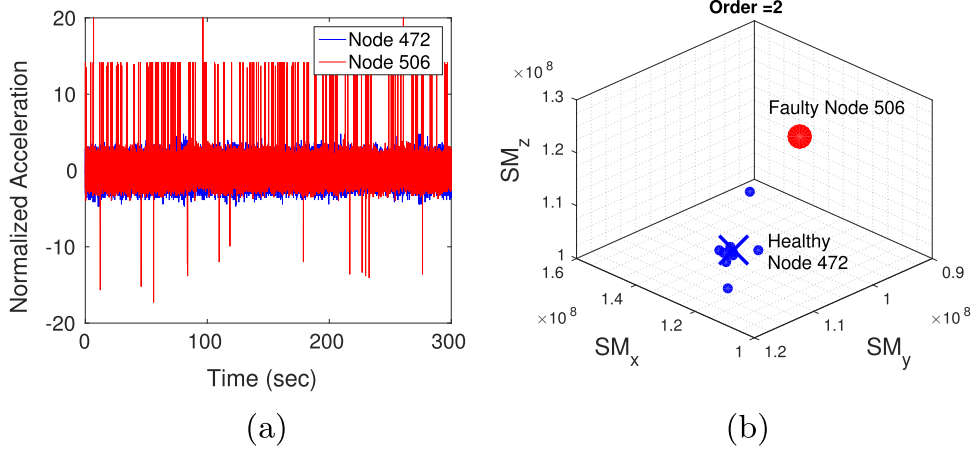 Node 472
Node 506
20
10
0
-10
-20
0
100
200
300
Normalized Acceleration
Time (sec)
(a)
Order =2
×10^8
1.3
1.2
1.1
1
SM_z
Faulty Node 506
Healthy
Node 472
1.6
1.4
1.2
1
×10^8
SM_x
1.2
1.1
1
0.9
×10^8
SM_y
(b)